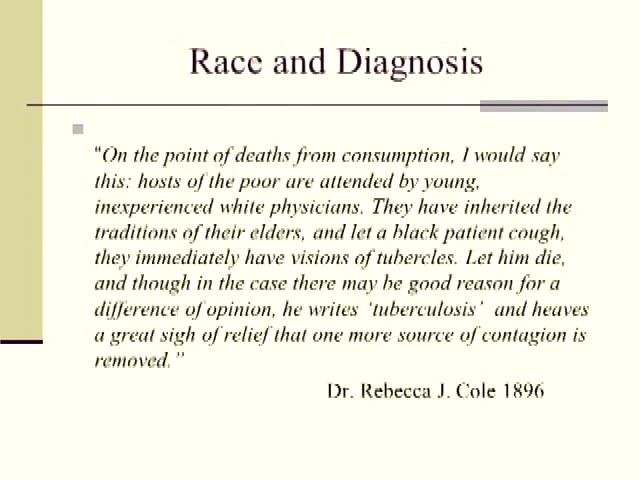 Race and Diagnosis
"On the point of deaths from consumption, I would say
this: hosts of the poor are attended by young,
inexperienced white physicians. They have inherited the
traditions of their elders, and let a black patient cough,
they immediately have visions of tubercles. Let him die,
and though in the case there may be good reason for a
difference of opinion, he writes ‘tuberculosis’ and heaves
a great sigh of relief that one more source of contagion is
removed.”
Dr. Rebecca J. Cole 1896